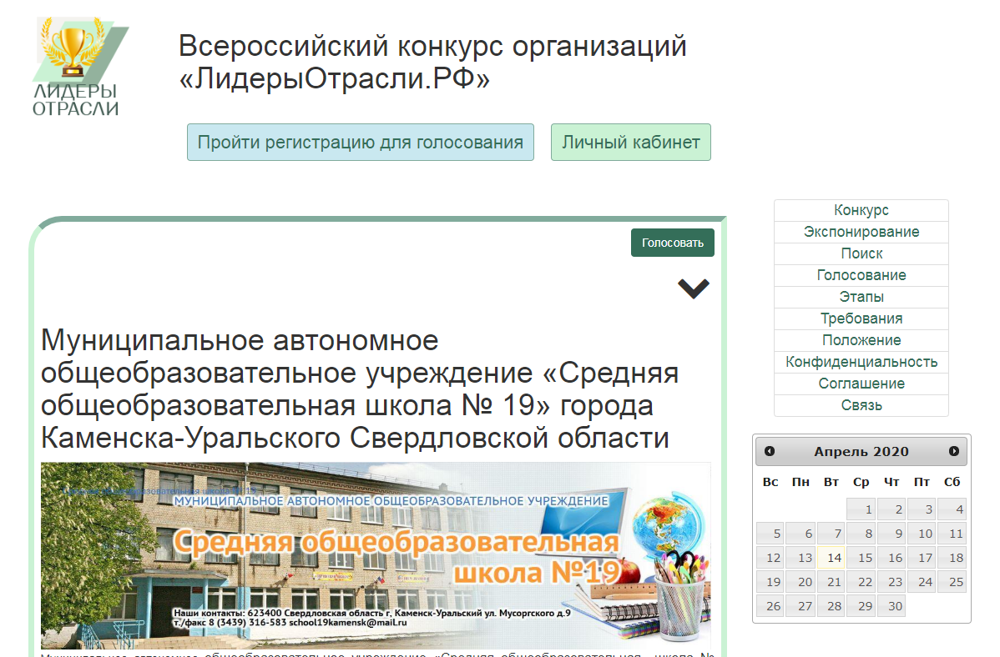 ЛИДЕРЫ
ОТРАСЛИ
Всероссийский конкурс организаций
«ЛидерыОтрасли.РФ»
Пройти регистрацию для голосования
Личный кабинет
Голосовать
Муниципальное автономное
общеобразовательное учреждение «Средняя
общеобразовательная школа № 19» города
Каменска-Уральского Свердловской области
Средняя общеобразовательная школа № 19
МУНИЦИПАЛЬНОЕ АВТОНОМНОЕ ОБЩЕОБРАЗОВАТЕЛЬНОЕ УЧРЕЖДЕНИЕ
Средняя общеобразовательная
школа №19
Наши контакты: 623400 Свердловская область г, Каменск-Уральский ул. Мусоргского д.9
т./факс 8 (3439) 316-583 school19kamensk@mail.ru
Муниципальное автономное общеобразовательное учреждение «Средняя общеобразовательная школа №
Конкурс
Экспонирование
Поиск
Голосование
Этапы
Требования
Положение
Конфиденциальность
Соглашение
Связь
Апрель 2020
Вс Пн Вт Ср Чт Пт Сб
1 2 3 4
5 6 7 8 9 10 11
12 13 14 15 16 17 18
19 20 21 22 23 24 25
26 27 28 29 30